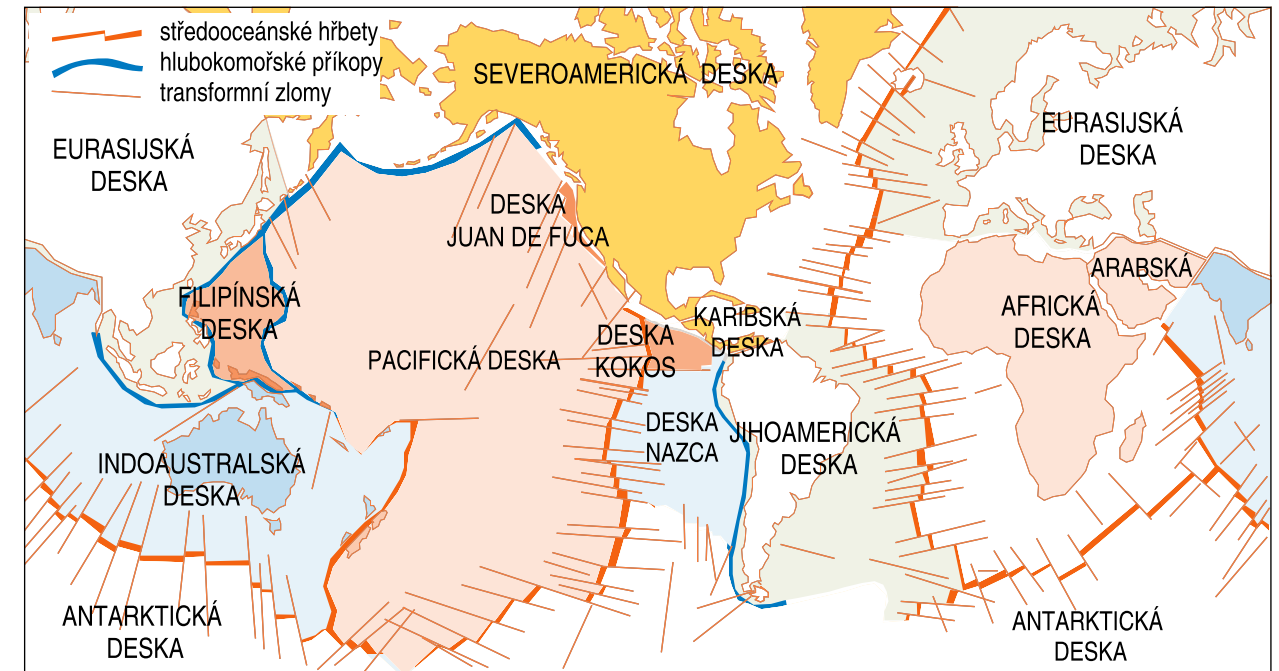 středooceánské hřbety
hlubokomořské příkopy
transformní zlomy
SEVEROAMERICKÁ DESKA
EURASIJSKÁ
DESKA
EURASIJSKÁ
DESKA
DESKA
JUAN DE FUCA
ARABSKÁ
FILIPÍNSKÁ
DESKA
KARIBSKÁ
DESKA
AFRICKÁ
DESKA
DESKA
KOKOS
PACIFICKÁ DESKA
DESKA
NAZCA
JIHOAMERICKÁ
DESKA
INDOAUSTRALSKÁ
DESKA
ANTARKTICKÁ
DESKA
ANTARKTICKÁ
DESKA